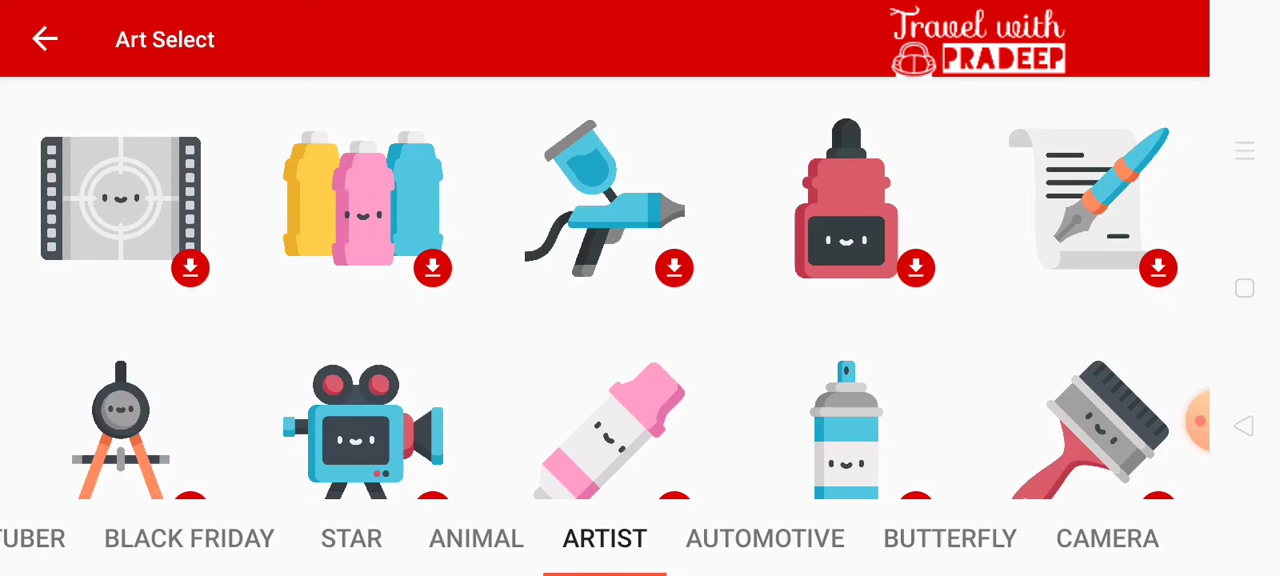 Art Select
Travel with
PRADEEP
TUBER
BLACK FRIDAY
STAR
ANIMAL
ARTIST
AUTOMOTIVE
BUTTERFLY
CAMERA